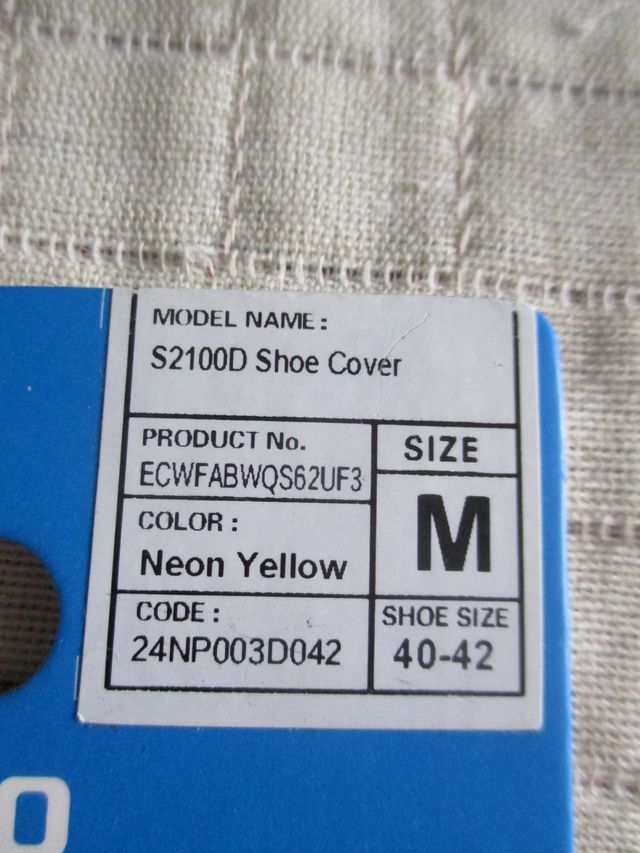 MODEL NAME :
S2100D Shoe Cover
PRODUCT No.
ECWFABWQS62UF3
SIZE
M
COLOR :
Neon Yellow
CODE :
24NP003D042
SHOE SIZE
40-42
O